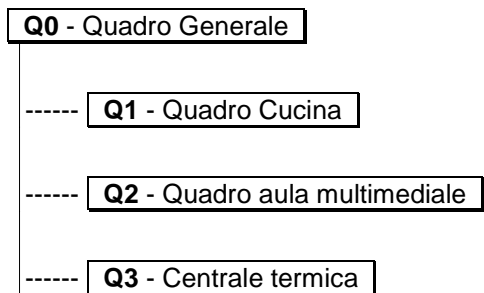 Q0 - Quadro Generale
------ Q1 - Quadro Cucina
------ Q2 - Quadro aula multimediale
------ Q3 - Centrale termica